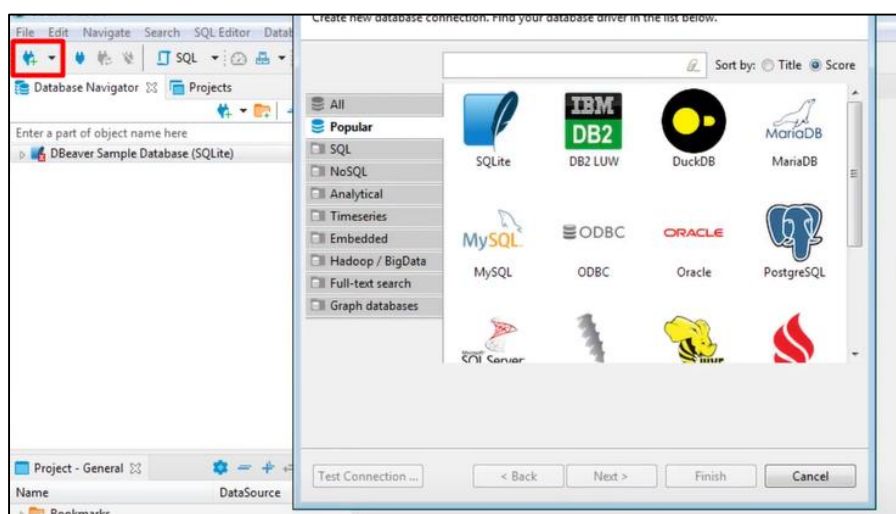 Create new database connection. Find your database driver in the list below.
File Edit Navigate Search SQL Editor Datab
SQL
Sort by: Title Score
Database Navigator Projects
Enter a part of object name here
DBeaver Sample Database (SQLite)
All
Popular
SQL
NoSQL
Analytical
Timeseries
Embedded
Hadoop / BigData
Full-text search
Graph databases
IBM
DB2
MariaDB
SQLite DB2 LUW DuckDB MariaDB
MySQL ODBC ORACLE
MySQL ODBC Oracle PostgreSQL
SQL Server
HIVE
Test Connection ... < Back Next > Finish Cancel
Project - General
Name DataSource
Bookmarks